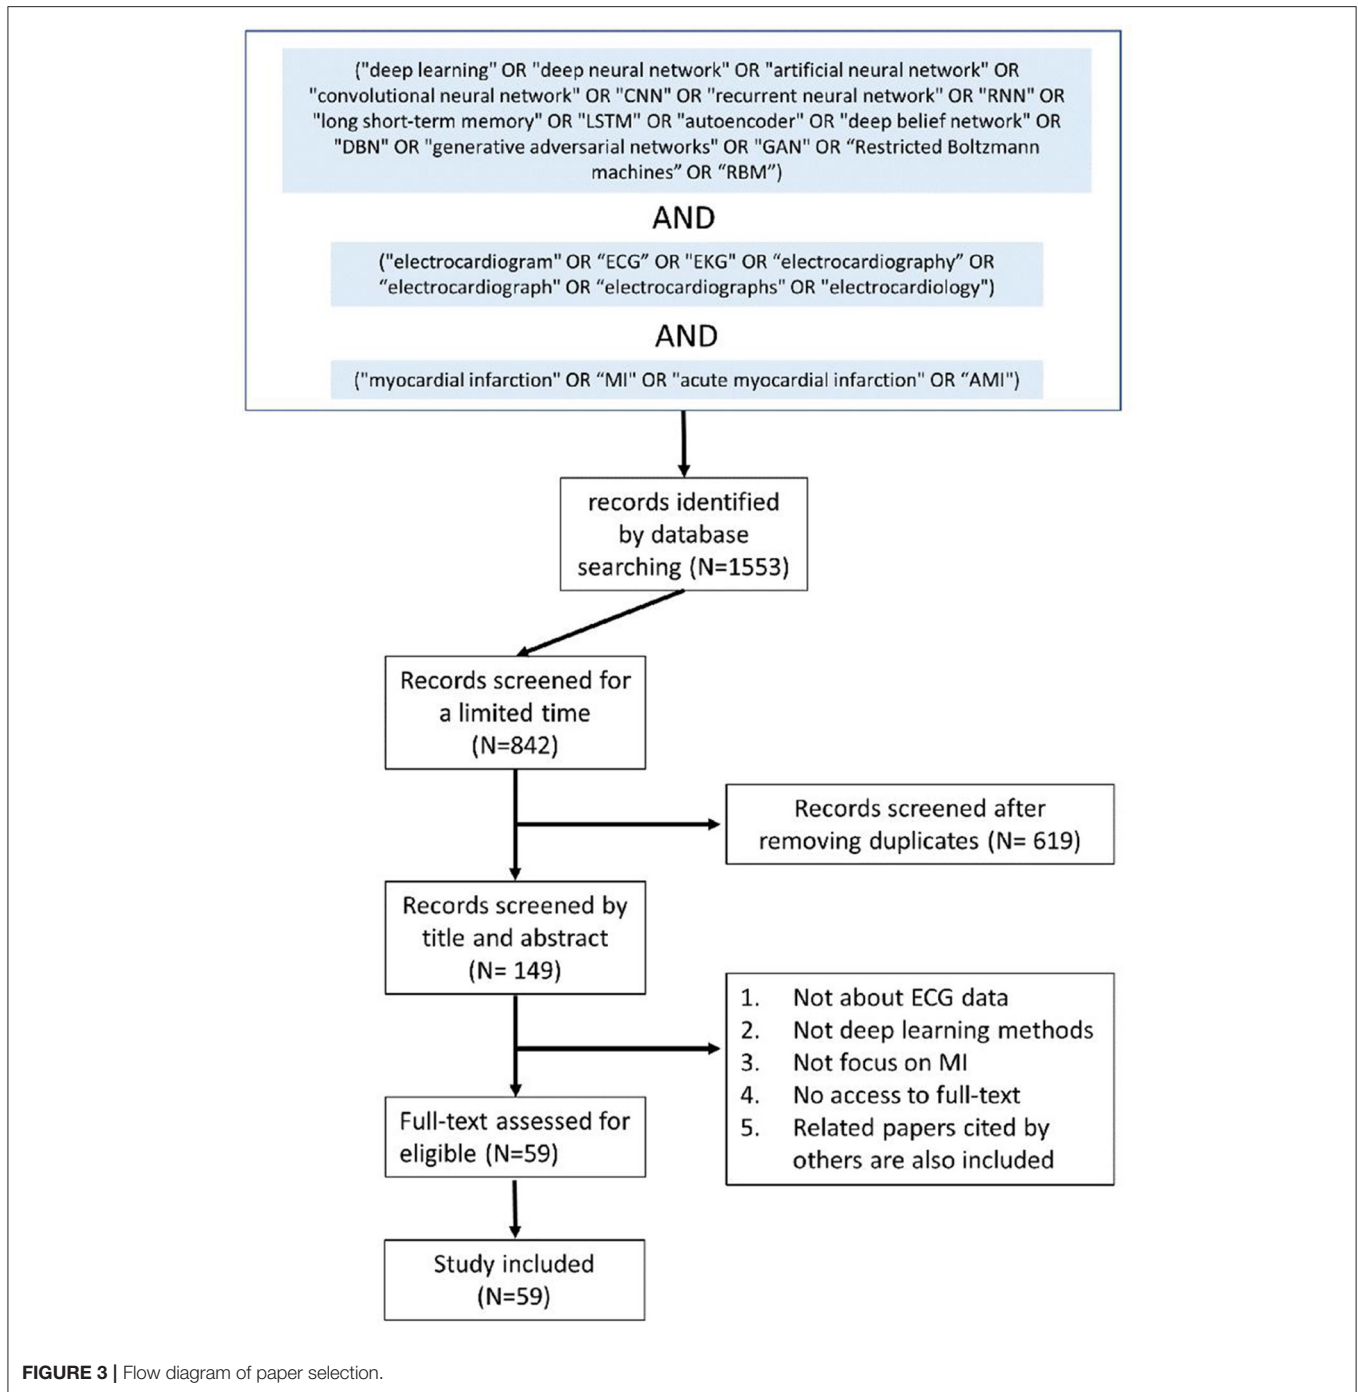 ("deep learning" OR "deep neural network" OR "artificial neural network" OR
"convolutional neural network" OR "CNN" OR "recurrent neural network" OR "RNN" OR
"long short-term memory" OR "LSTM" OR "autoencoder" OR "deep belief network" OR
"DBN" OR "generative adversarial networks" OR "GAN" OR “Restricted Boltzmann
machines” OR “RBM”)
AND
("electrocardiogram" OR “ECG” OR "EKG" OR “electrocardiography” OR
“electrocardiograph" OR “electrocardiographs" OR "electrocardiology")
AND
("myocardial infarction" OR “MI" OR "acute myocardial infarction" OR “AMI")
records identified
by database
searching (N=1553)
Records screened for
a limited time
(N=842)
Records screened after
removing duplicates (N= 619)
Records screened by
title and abstract
(N= 149)
1. Not about ECG data
2. Not deep learning methods
3. Not focus on MI
4. No access to full-text
5. Related papers cited by
others are also included
Full-text assessed for
eligible (N=59)
Study included
(N=59)
FIGURE 3 | Flow diagram of paper selection.